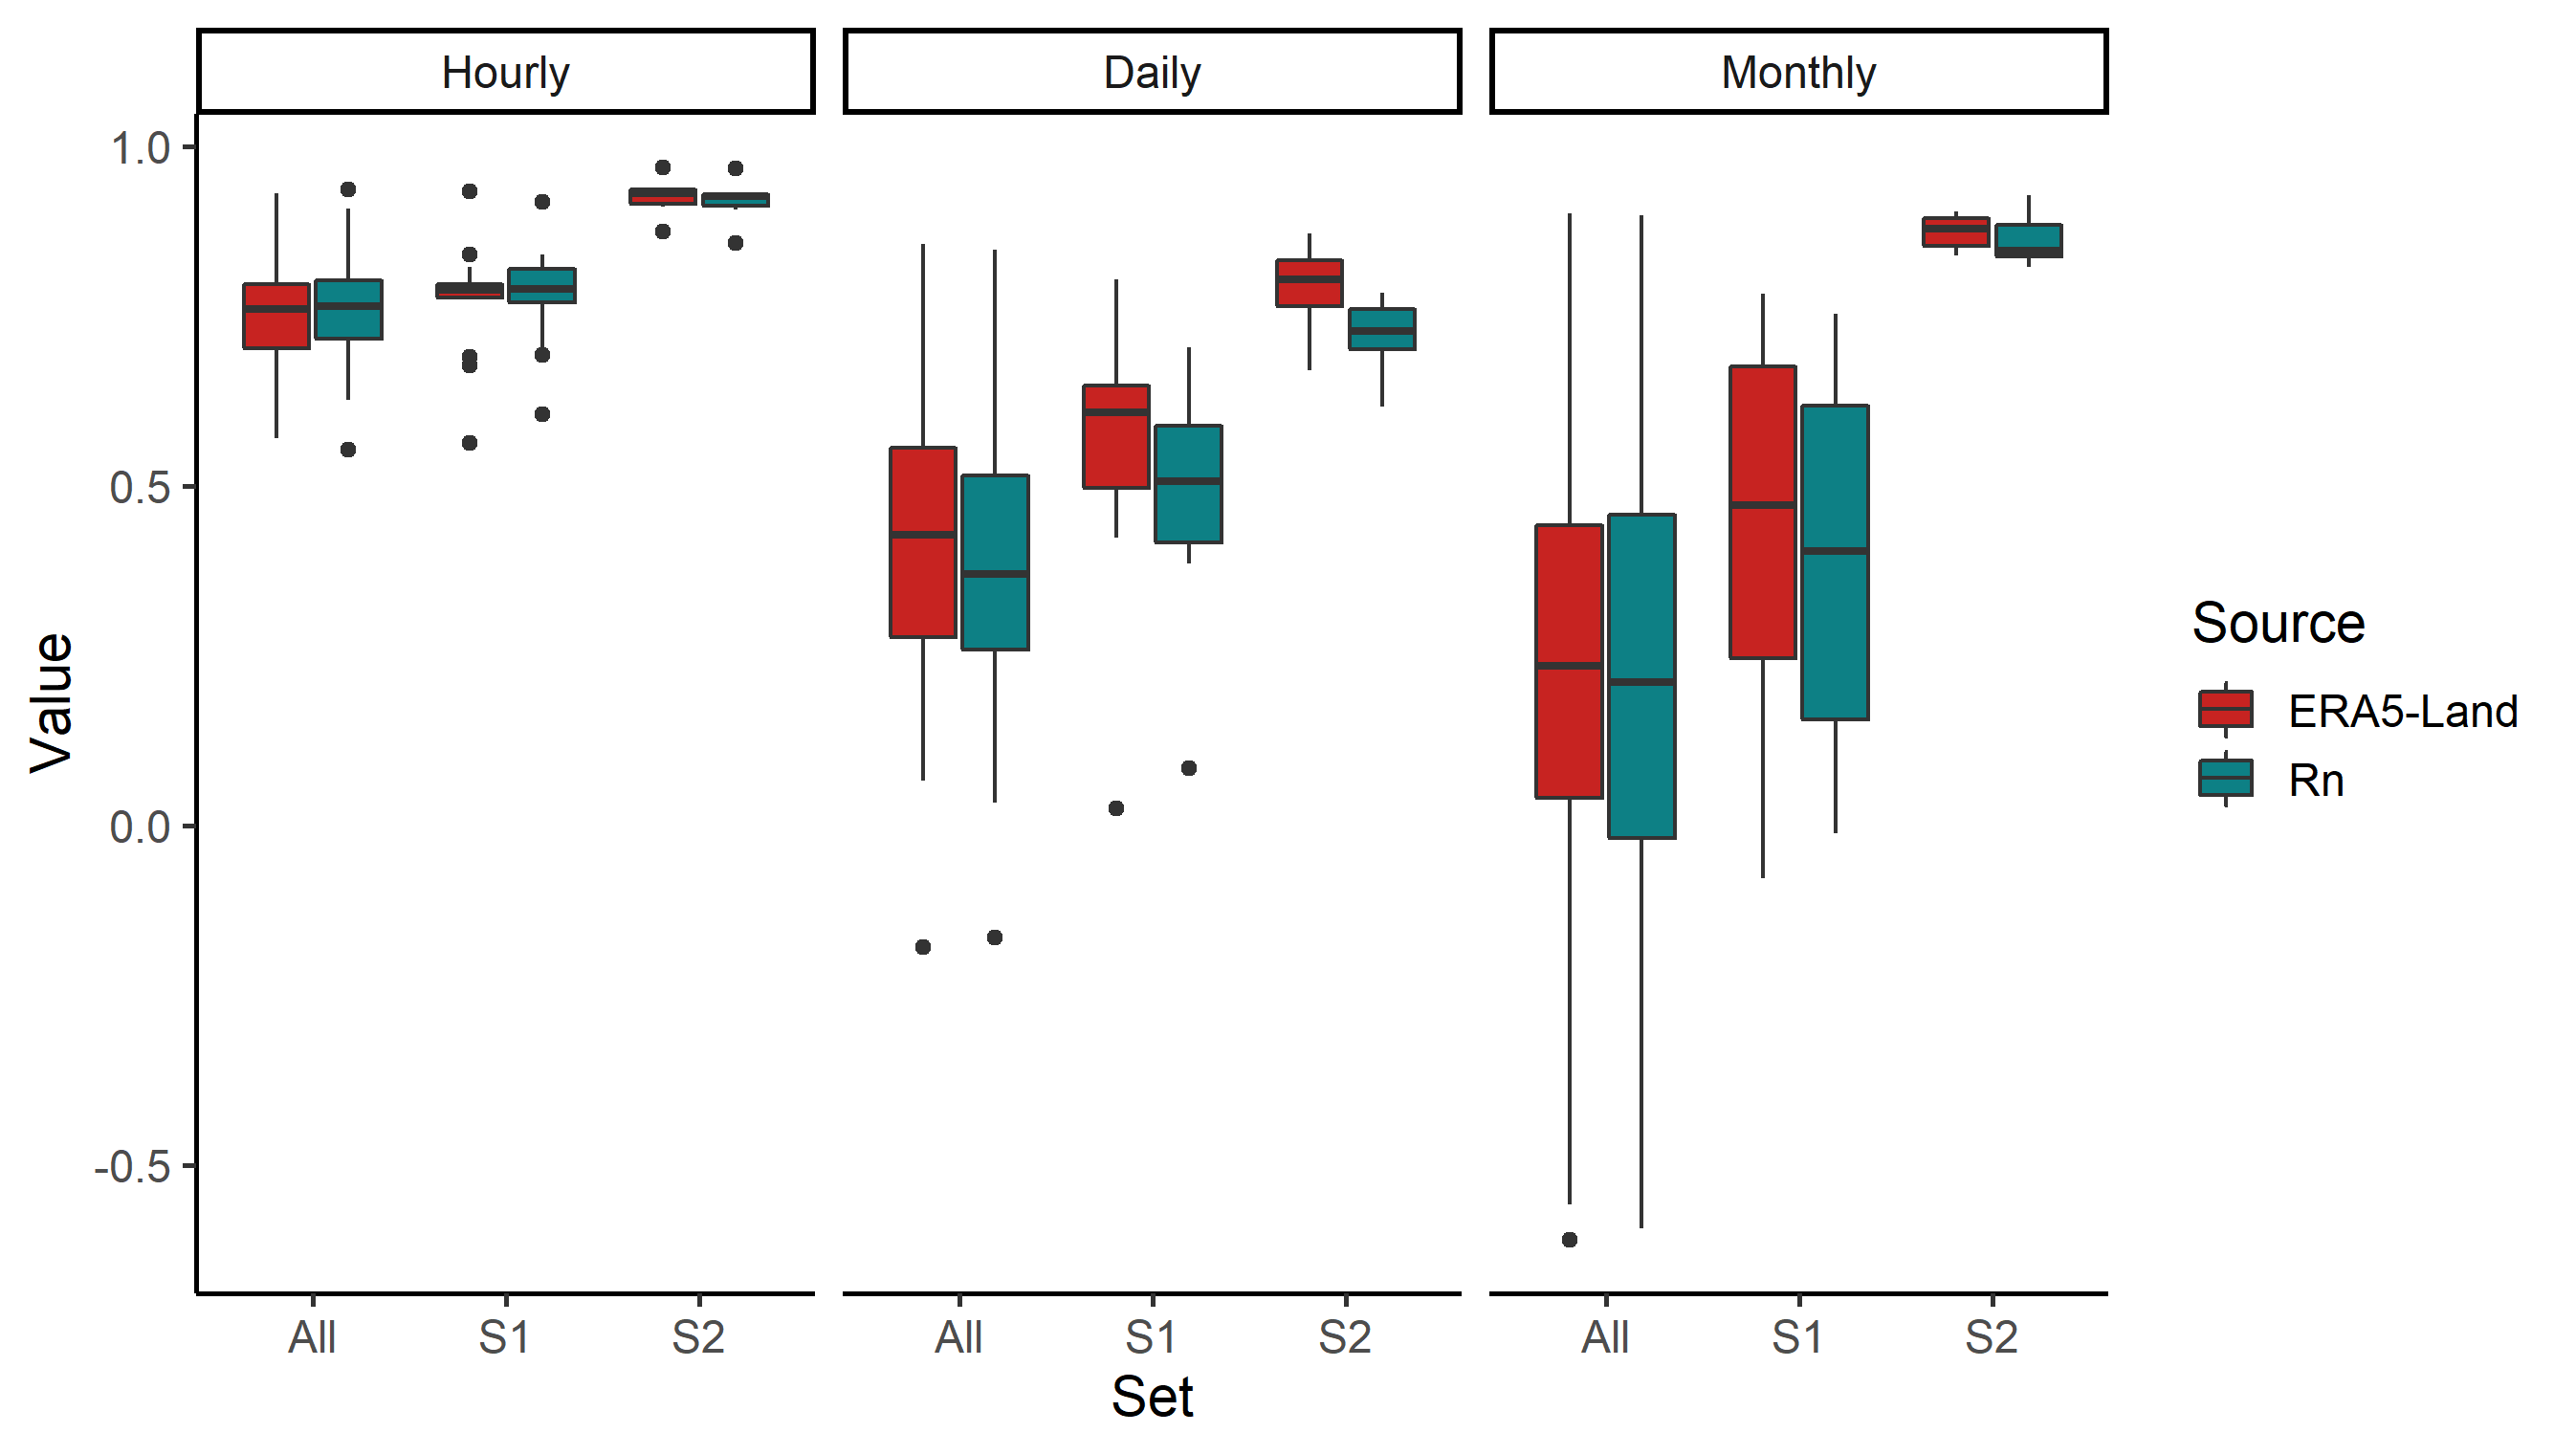 Hourly Daily Monthly
1.0
0.5
0.0
-0.5
Value
All S1 S2 All S1 S2 All S1 S2
Set
Source
ERA5-Land
Rn